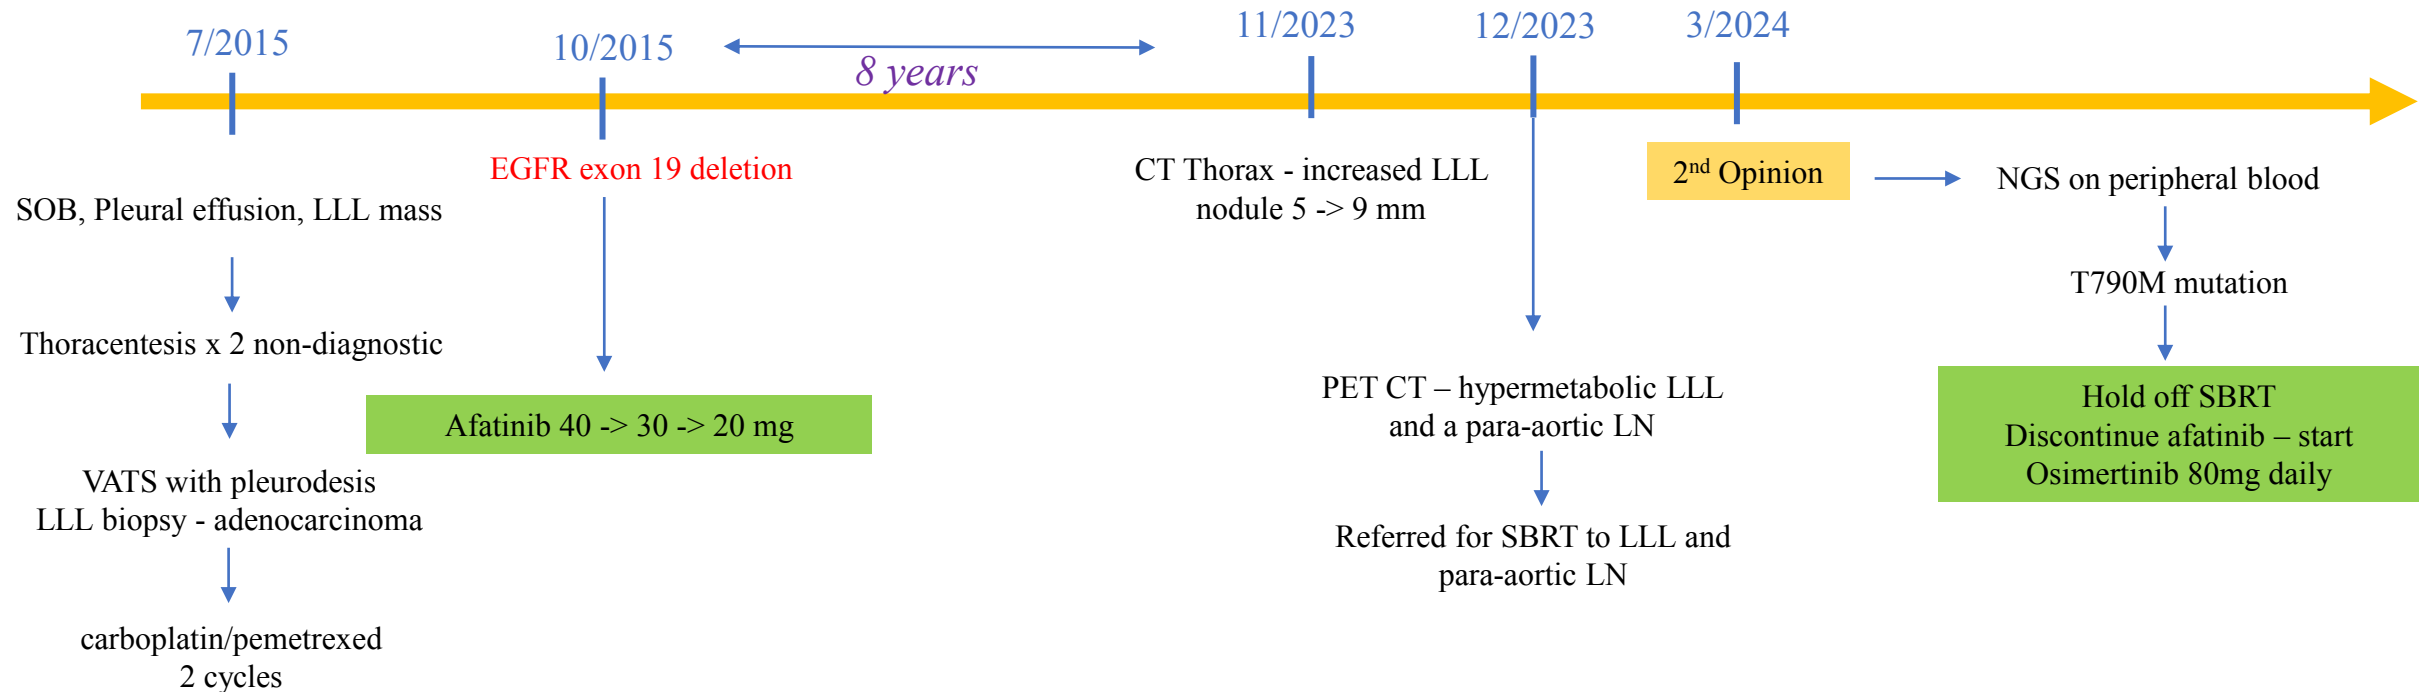 7/2015
SOB, Pleural effusion, LLL mass
Thoracentesis x 2 non-diagnostic
VATS with pleurodesis
LLL biopsy - adenocarcinoma
carboplatin/pemetrexed
2 cycles
10/2015
EGFR exon 19 deletion
Afatinib 40 -> 30 -> 20 mg
8 years
11/2023
CT Thorax - increased LLL
nodule 5 -> 9 mm
12/2023
PET CT – hypermetabolic LLL
and a para-aortic LN
Referred for SBRT to LLL and
para-aortic LN
3/2024
2nd Opinion
NGS on peripheral blood
T790M mutation
Hold off SBRT
Discontinue afatinib – start
Osimertinib 80mg daily